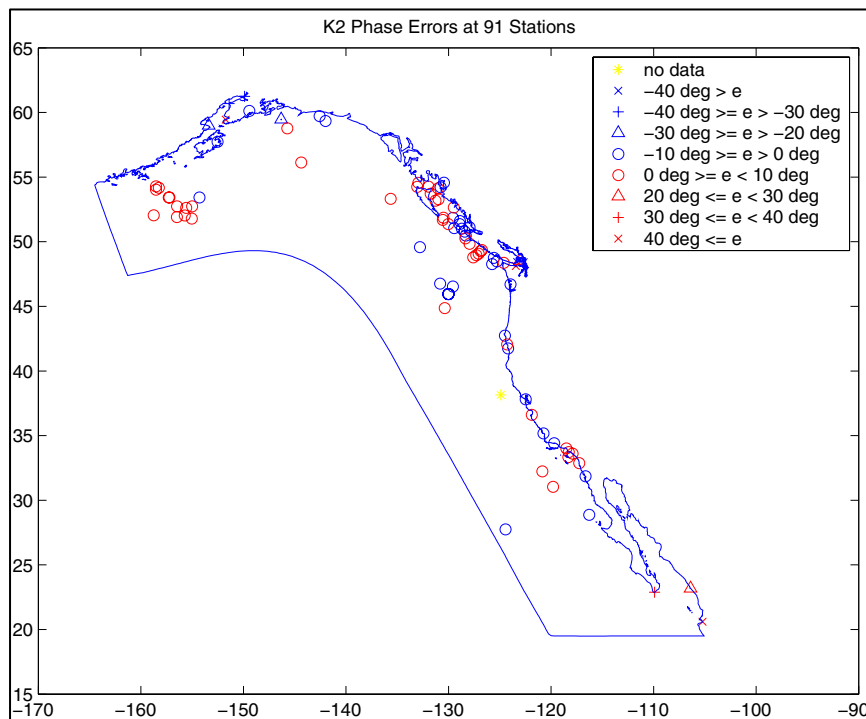 K2 Phase Errors at 91 Stations
65
60
55
50
45
40
35
30
25
20
15
no data
−40 deg > e
−40 deg >= e > −30 deg
−30 deg >= e > −20 deg
−10 deg >= e > 0 deg
0 deg >= e < 10 deg
20 deg <= e < 30 deg
30 deg <= e < 40 deg
40 deg <= e
−170 −160 −150 −140 −130 −120 −110 −100 −90